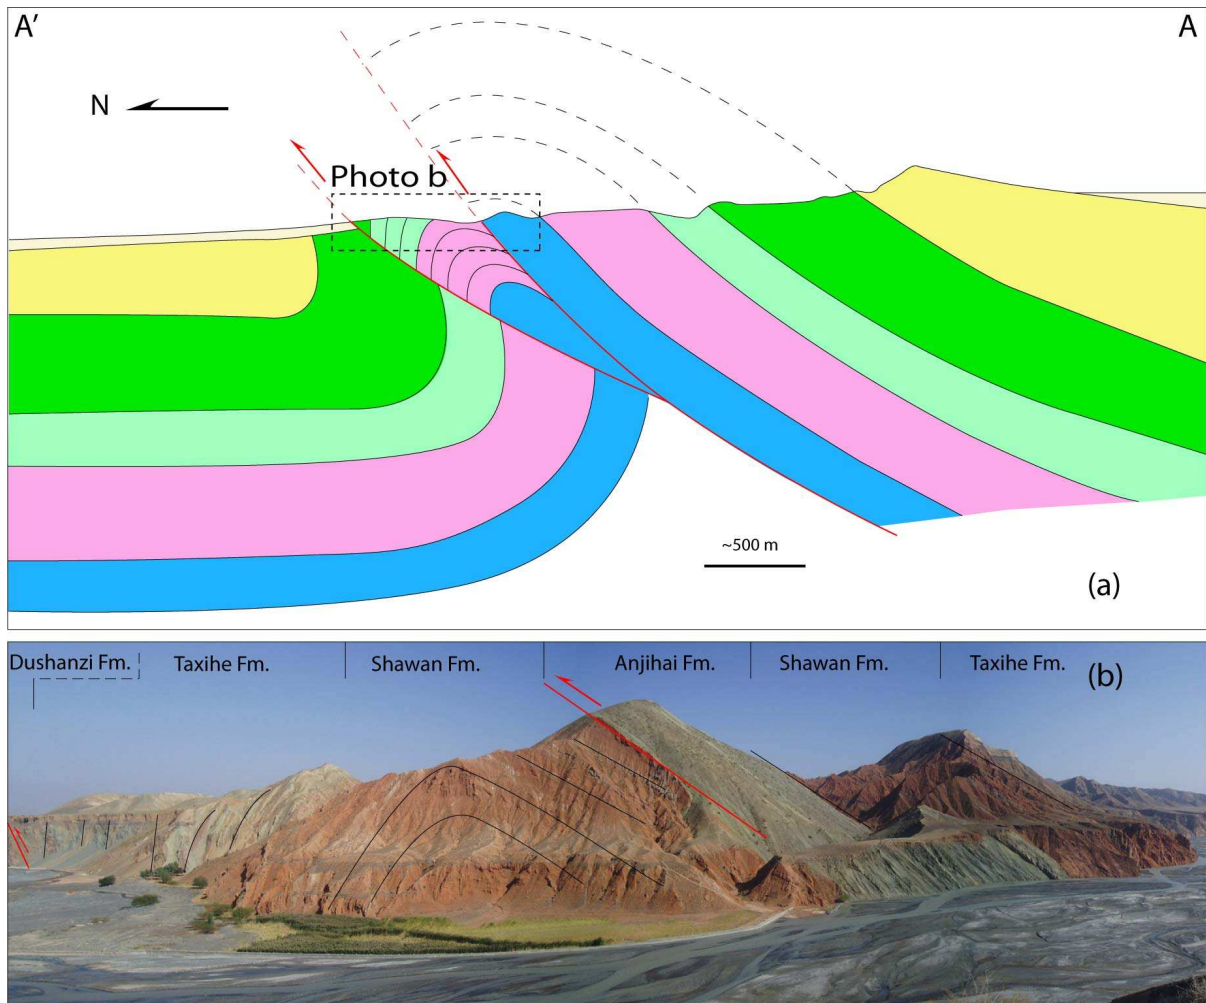 A′
A
N
Photo b
~500 m
(a)
Dushanzi Fm.
Taxihe Fm.
Shawan Fm.
Anjihai Fm.
Shawan Fm.
Taxihe Fm.
(b)